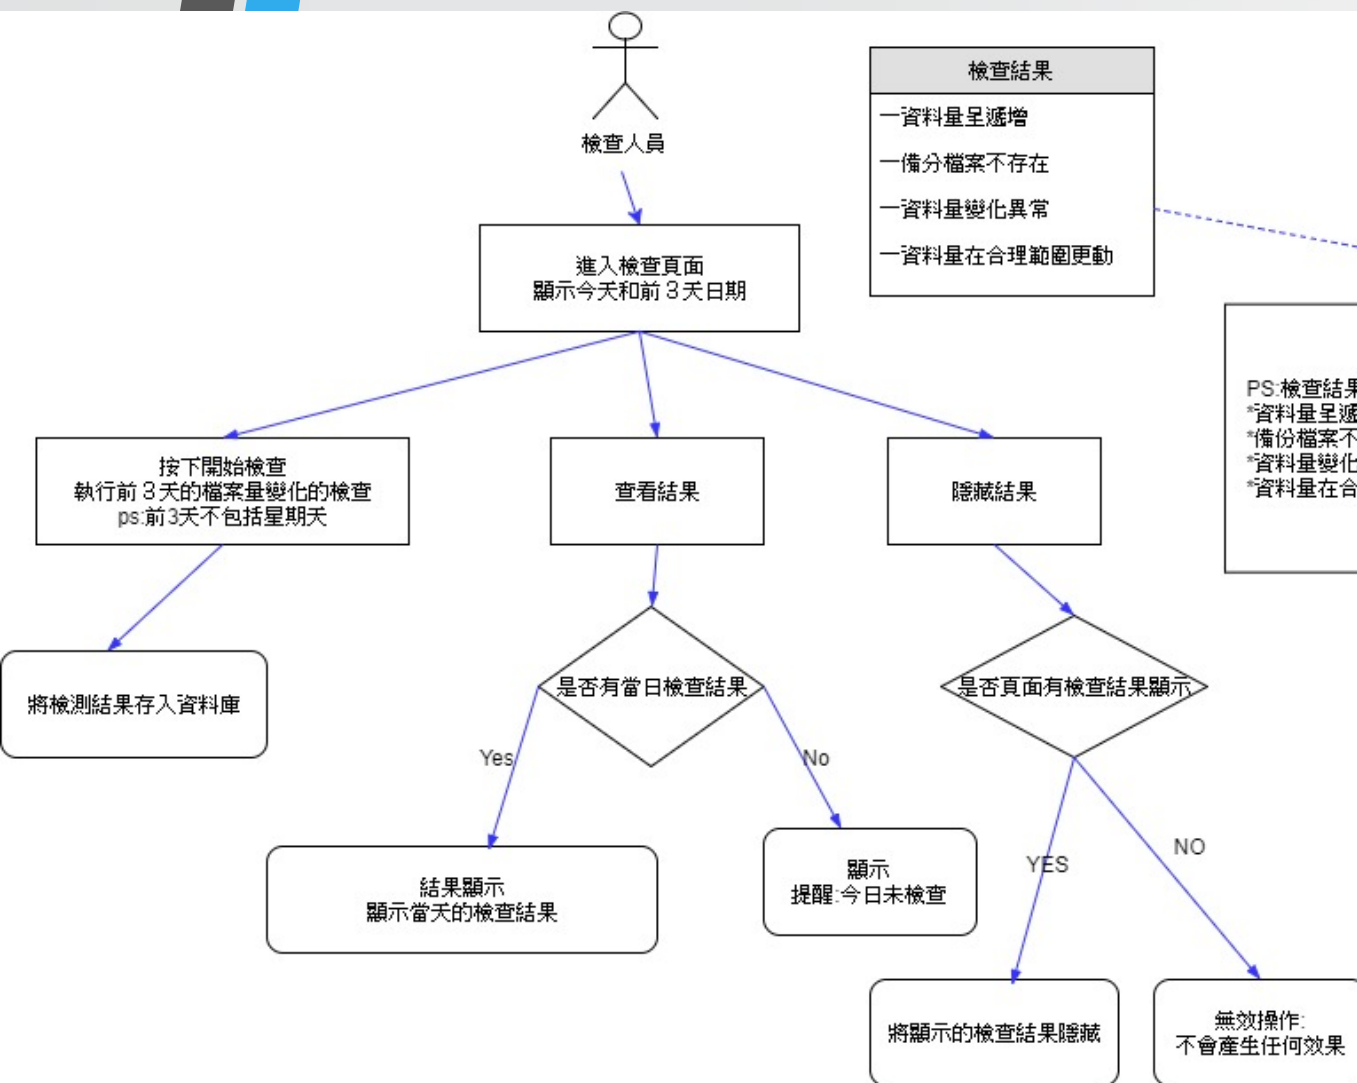 檢查人員
檢查結果
一資料量呈遞增
一備分檔案不存在
一資料量變化異常
一資料量在合理範圍更動
進入檢查頁面
顯示今天和前３天日期
PS:檢查結果
*資料量呈遞
*備份檔案不
*資料量變化
*資料量在合
按下開始檢查
執行前３天的檔案量變化的檢查
ps:前3天不包括星期天
查看結果
隱藏結果
將檢測結果存入資料庫
是否有當日檢查結果
是否頁面有檢查結果顯示
Yes
No
結果顯示
顯示當天的檢查結果
顯示
提醒:今日未檢查
YES
NO
將顯示的檢查結果隱藏
無效操作:
不會產生任何效果